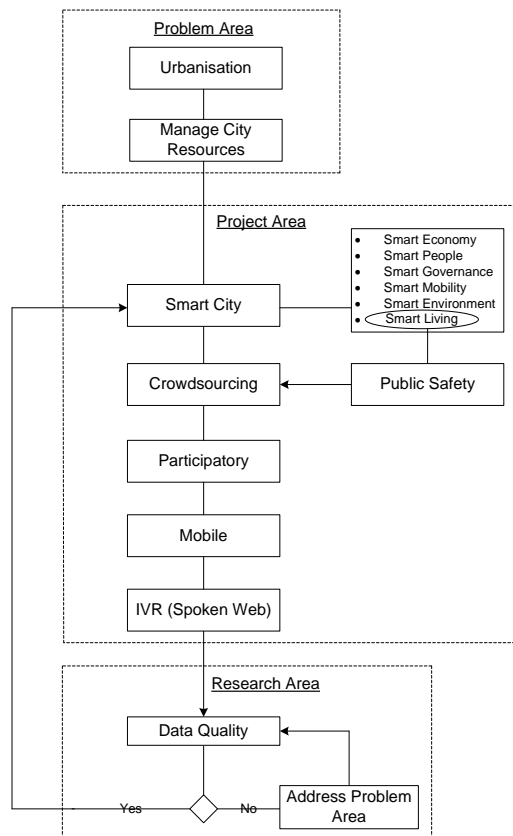 Problem Area
Urbanisation
Manage City
Resources
Project Area
• Smart Economy
• Smart People
• Smart Governance
• Smart Mobility
• Smart Environment
• Smart Living
Smart City
Crowdsourcing
Public Safety
Participatory
Mobile
IVR (Spoken Web)
Research Area
Data Quality
Yes
No
Address Problem
Area